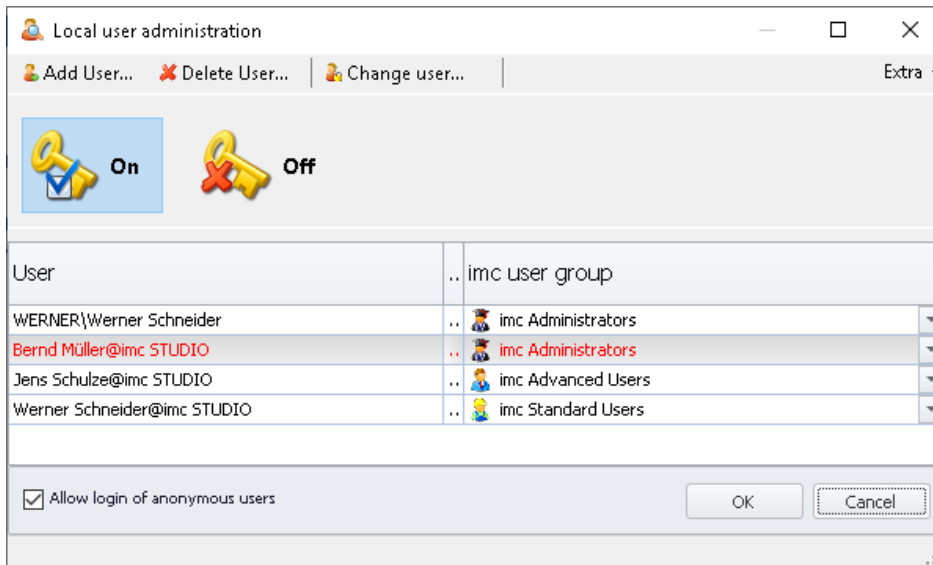 Local user administration
Add User... Delete User... Change user... Extra
On Off
User .. imc user group
WERNER\Werner Schneider .. imc Administrators
Bernd Müller@imc STUDIO .. imc Administrators
Jens Schulze@imc STUDIO .. imc Advanced Users
Werner Schneider@imc STUDIO .. imc Standard Users
Allow login of anonymous users OK Cancel